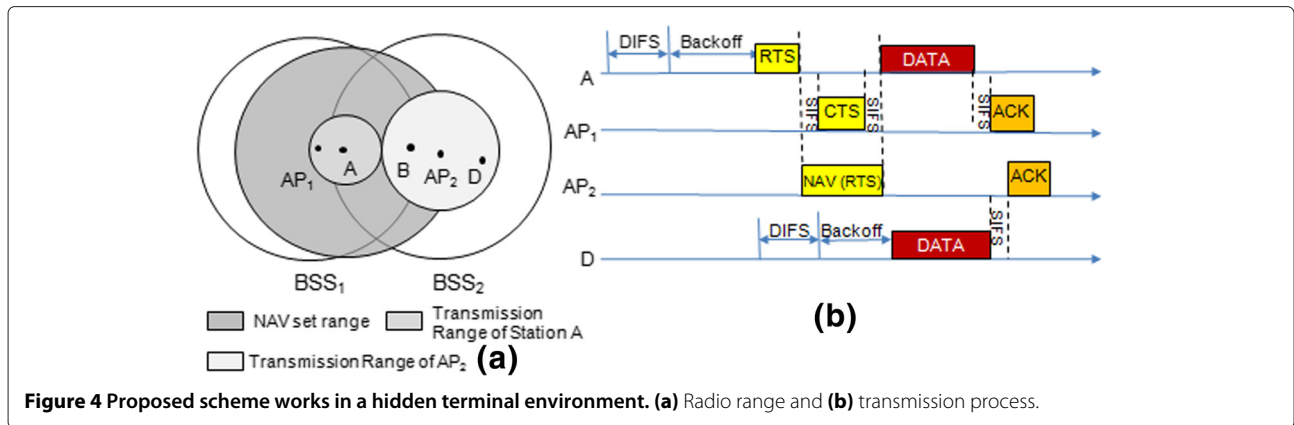 AP₁
A
B
AP₂
D
BSS₁
BSS₂
NAV set range
Transmission
Range of Station A
Transmission Range of AP₂
(a)
DIFS
Backoff
RTS
DATA
A
SIFS
CTS
SIFS
SIFS
ACK
AP₁
NAV (RTS)
ACK
AP₂
DIFS
Backoff
DATA
SIFS
D
(b)
Figure 4 Proposed scheme works in a hidden terminal environment. (a) Radio range and (b) transmission process.